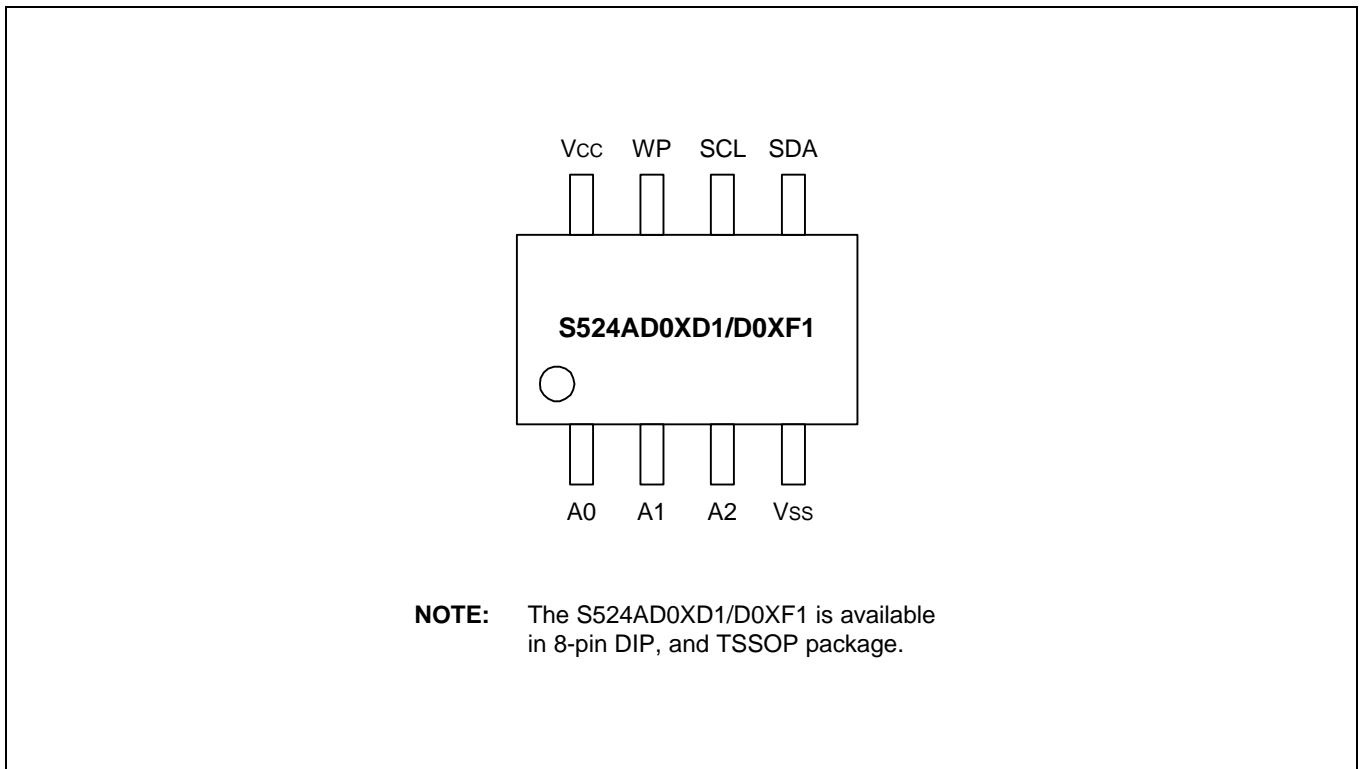 Vcc WP SCL SDA
S524AD0XD1/D0XF1
A0 A1 A2 Vss
NOTE: The S524AD0XD1/D0XF1 is available
in 8-pin DIP, and TSSOP package.